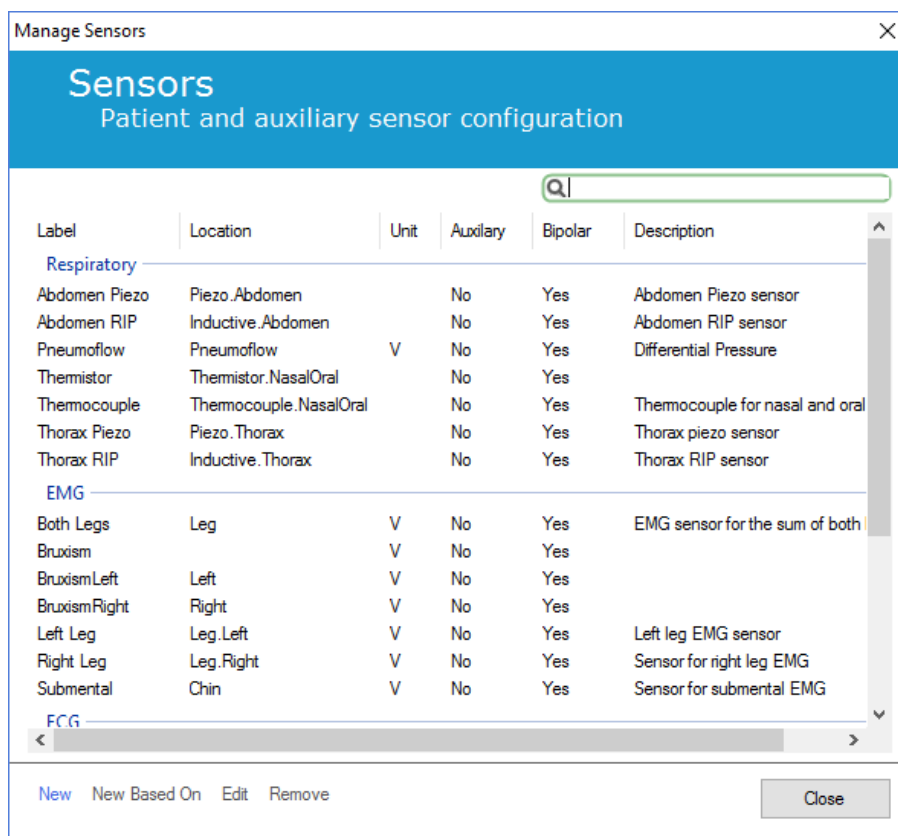 Manage Sensors
Sensors
Patient and auxiliary sensor configuration
Label Location Unit Auxilary Bipolar Description
Respiratory
Abdomen Piezo Piezo.Abdomen No Yes Abdomen Piezo sensor
Abdomen RIP Inductive.Abdomen No Yes Abdomen RIP sensor
Pneumoflow Pneumoflow V No Yes Differential Pressure
Thermistor Thermistor.NasalOral No Yes
Thermocouple Thermocouple.NasalOral No Yes Thermocouple for nasal and oral
Thorax Piezo Piezo.Thorax No Yes Thorax piezo sensor
Thorax RIP Inductive.Thorax No Yes Thorax RIP sensor
EMG
Both Legs Leg V No Yes EMG sensor for the sum of both
Bruxism V No Yes
BruxismLeft Left V No Yes
BruxismRight Right V No Yes
Left Leg Leg.Left V No Yes Left leg EMG sensor
Right Leg Leg.Right V No Yes Sensor for right leg EMG
Submental Chin V No Yes Sensor for submental EMG
ECG
New New Based On Edit Remove Close